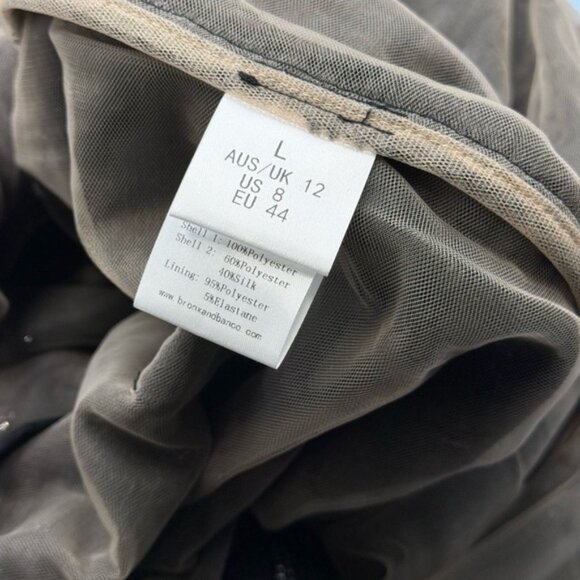 L
AUS/UK 12
US 8
EU 44
Shell 1: 100%Polyester
Shell 2: 60%Polyester
40%Silk
Lining: 95%Polyester
5%Elastane
www.bronxandbanco.com